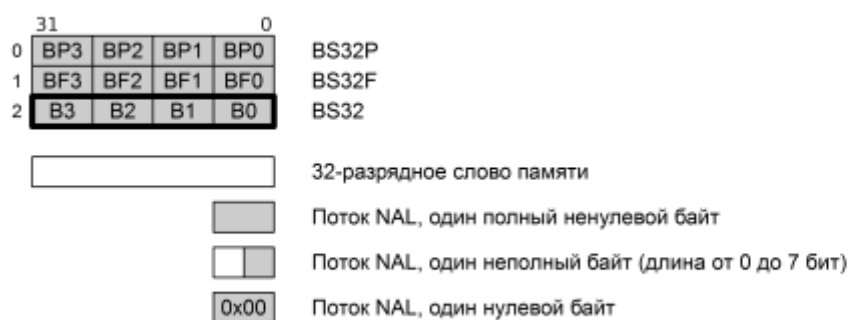 31 0
0 BP3 BP2 BP1 BP0 BS32P
1 BF3 BF2 BF1 BF0 BS32F
2 B3 B2 B1 B0 BS32
32-разрядное слово памяти
Поток NAL, один полный ненулевой байт
Поток NAL, один неполный байт (длина от 0 до 7 бит)
0x00 Поток NAL, один нулевой байт